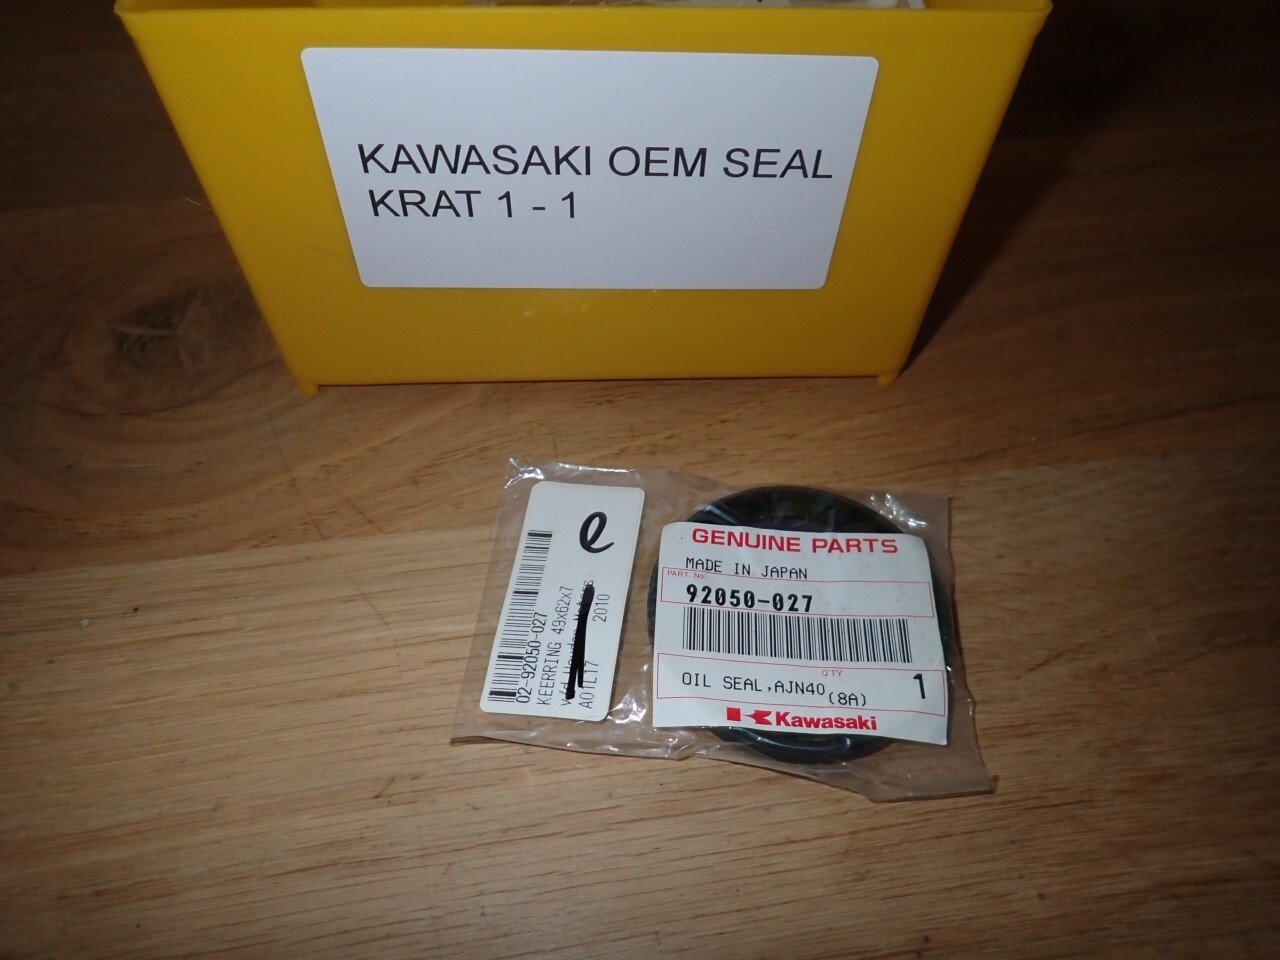 KAWASAKI OEM SEAL
KRAT 1 - 1
e
02-92050-027
KEERRING 49x62x7
2010
A01L17
GENUINE PARTS
MADE IN JAPAN
PART. No.
92050-027
Q'TY
OIL SEAL,AJN40(8A) 1
Kawasaki